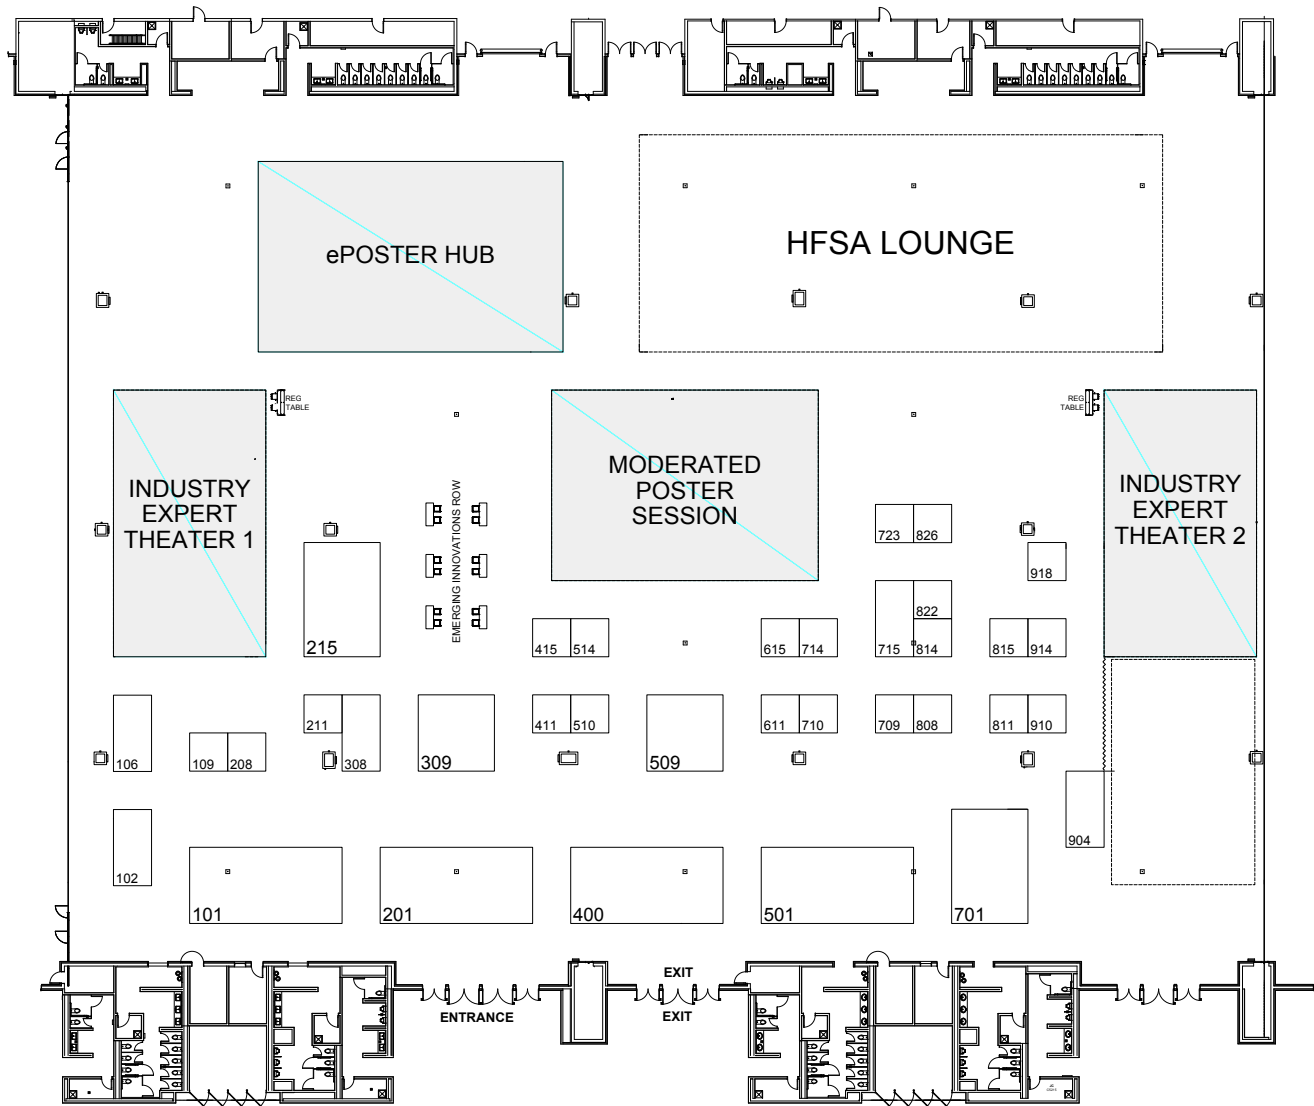 HFSA LOUNGE
ePOSTER HUB
REG
TABLE
REG
TABLE
INDUSTRY
EXPERT
THEATER 1
EMERGING INNOVATIONS ROW
MODERATED
POSTER
SESSION
INDUSTRY
EXPERT
THEATER 2
723
826
918
822
215
415
514
615
714
715
814
815
914
211
411
510
611
710
709
808
811
910
106
109
208
308
309
509
904
102
101
201
400
501
701
EXIT
EXIT
ENTRANCE